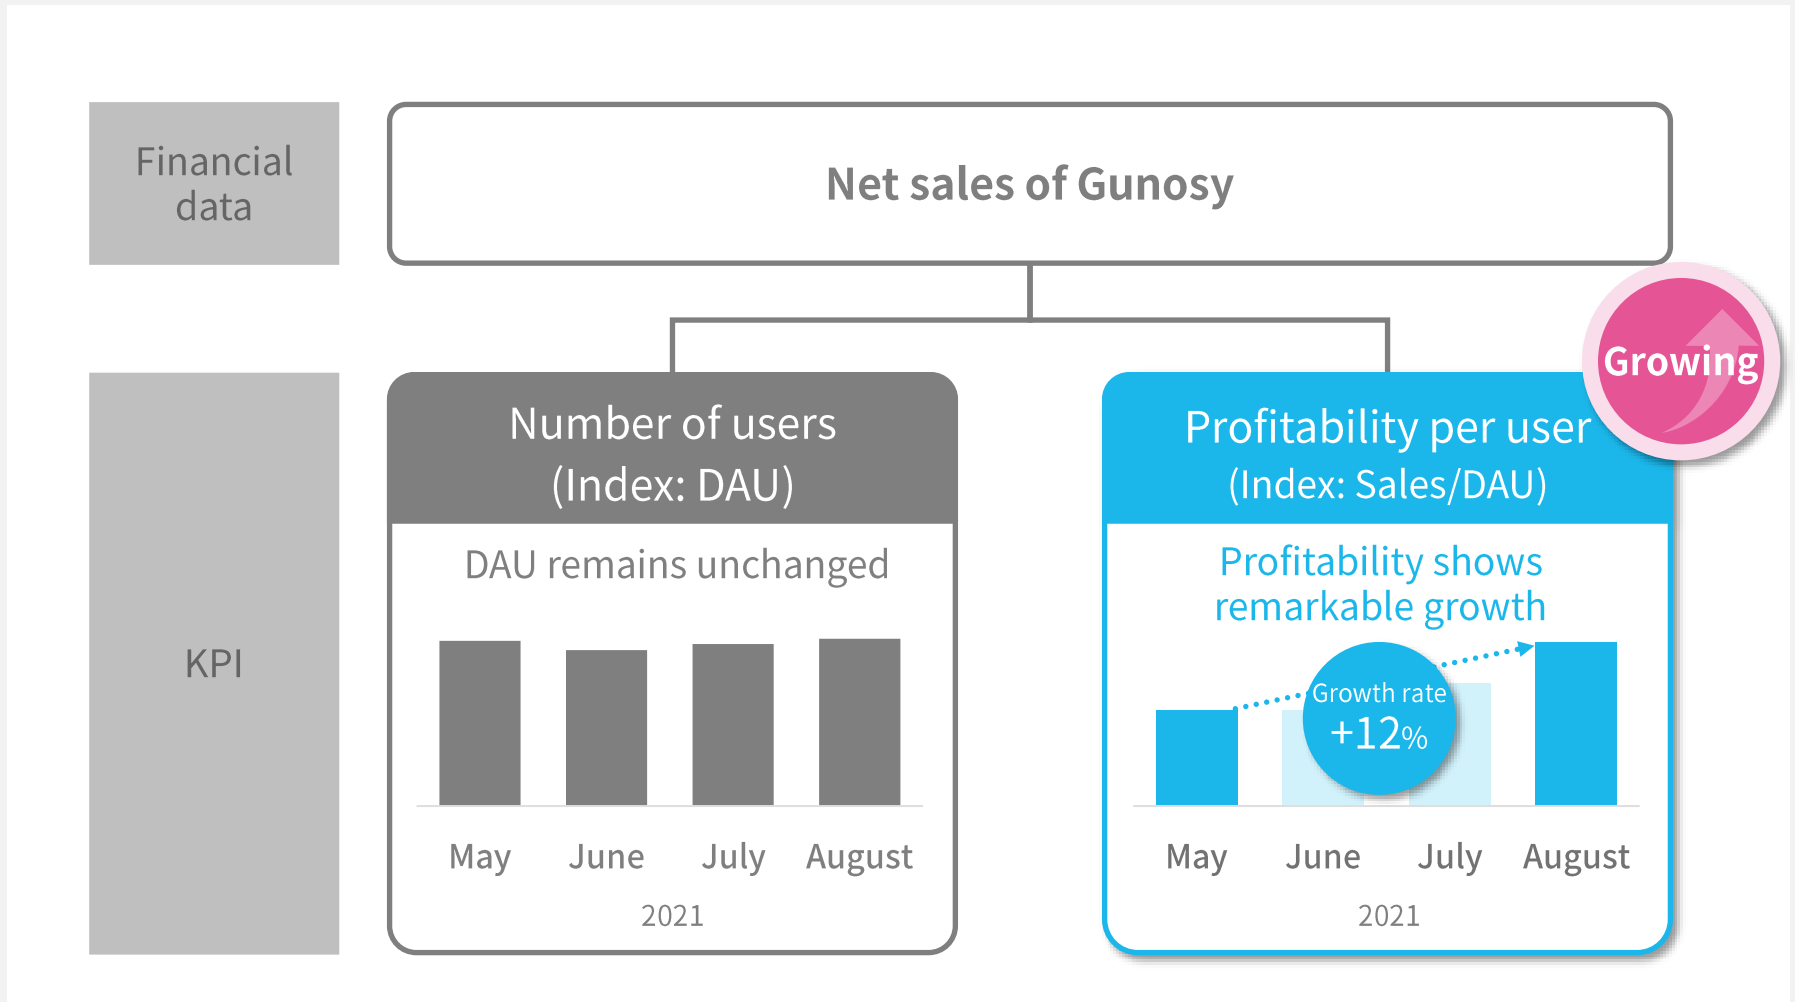 Financial
data
Net sales of Gunosy
Growing
KPI
Number of users
(Index: DAU)
DAU remains unchanged
May June July August
2021
Profitability per user
(Index: Sales/DAU)
Profitability shows
remarkable growth
Growth rate
+12%
May June July August
2021